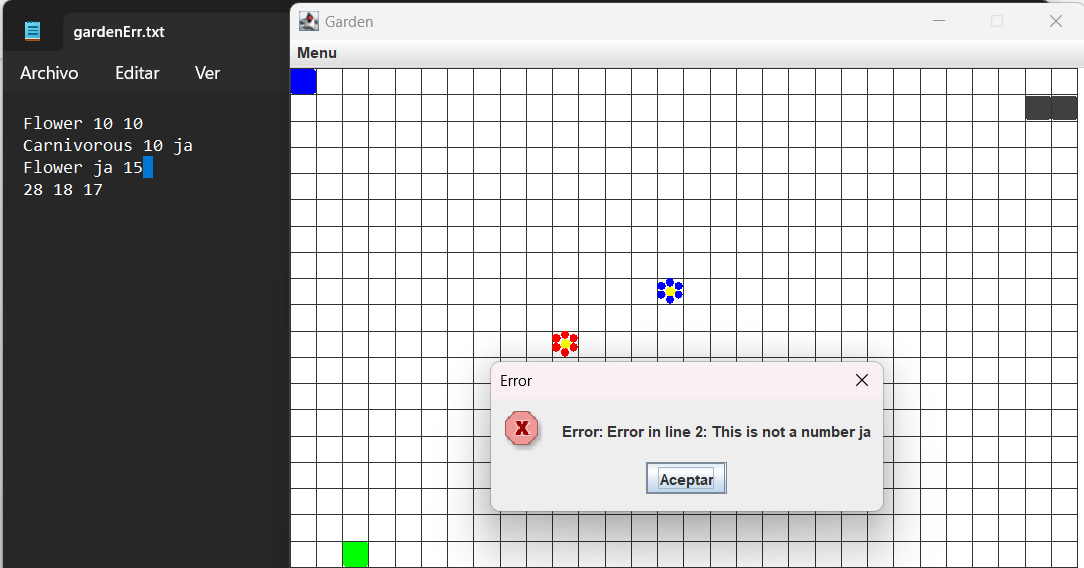 gardenErr.txt
Archivo Editar Ver
Flower 10 10
Carnivorous 10 ja
Flower ja 15
28 18 17
Garden
Menu
Error
X
Error: Error in line 2: This is not a number ja
Aceptar